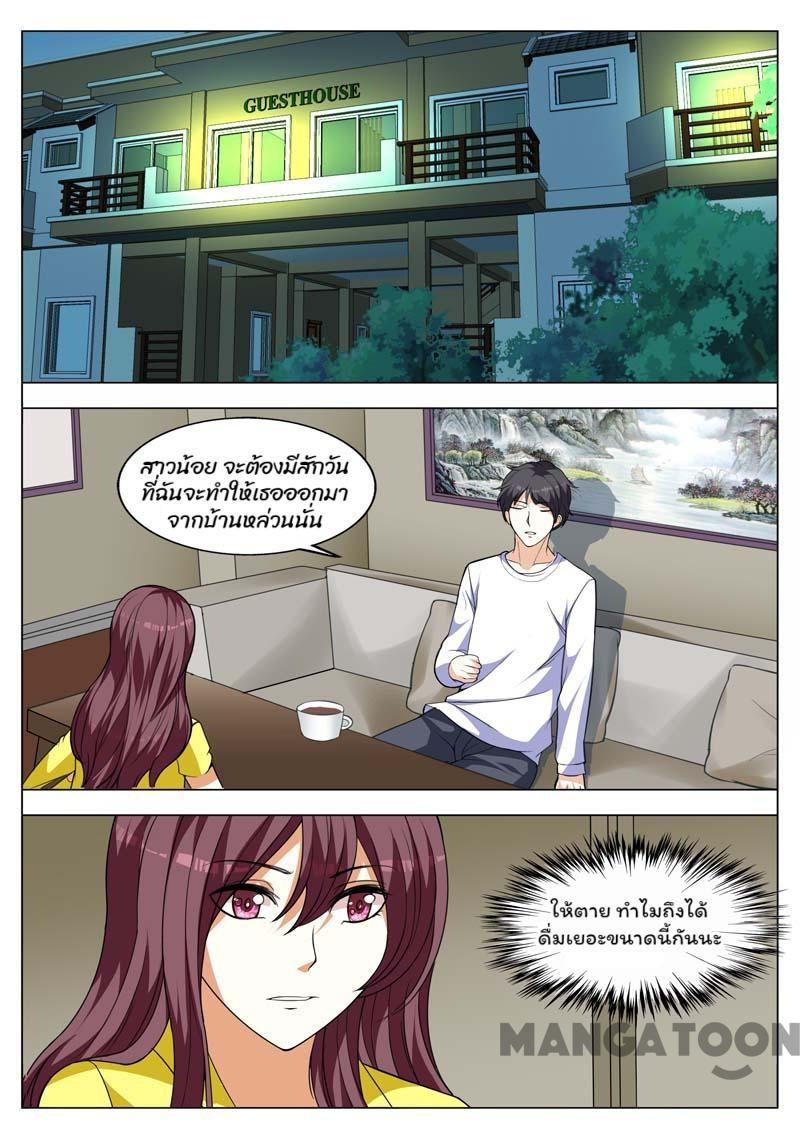 GUESTHOUSE
สาวน้อย จะต้องมีสักวัน
ที่ฉันจะทำให้เธอออกมา
จากบ้านหล่วนนั่น
ให้ตาย ทำไมถึงได้
ดื่มเยอะขนาดนี้กันนะ
MANGATOON